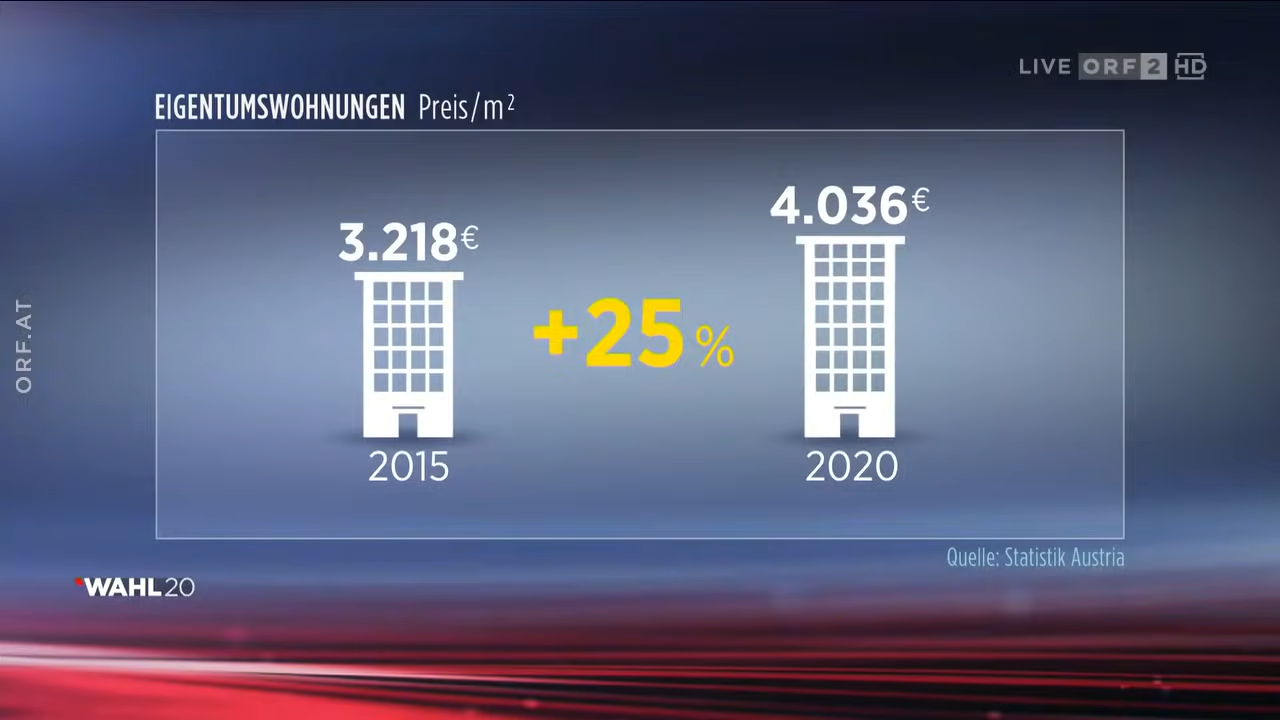 LIVE ORF 2 HD
EIGENTUMSWOHNUNGEN Preis/m²
3.218€
4.036€
+25%
2015
2020
ORF.AT
Quelle: Statistik Austria
WAHL20